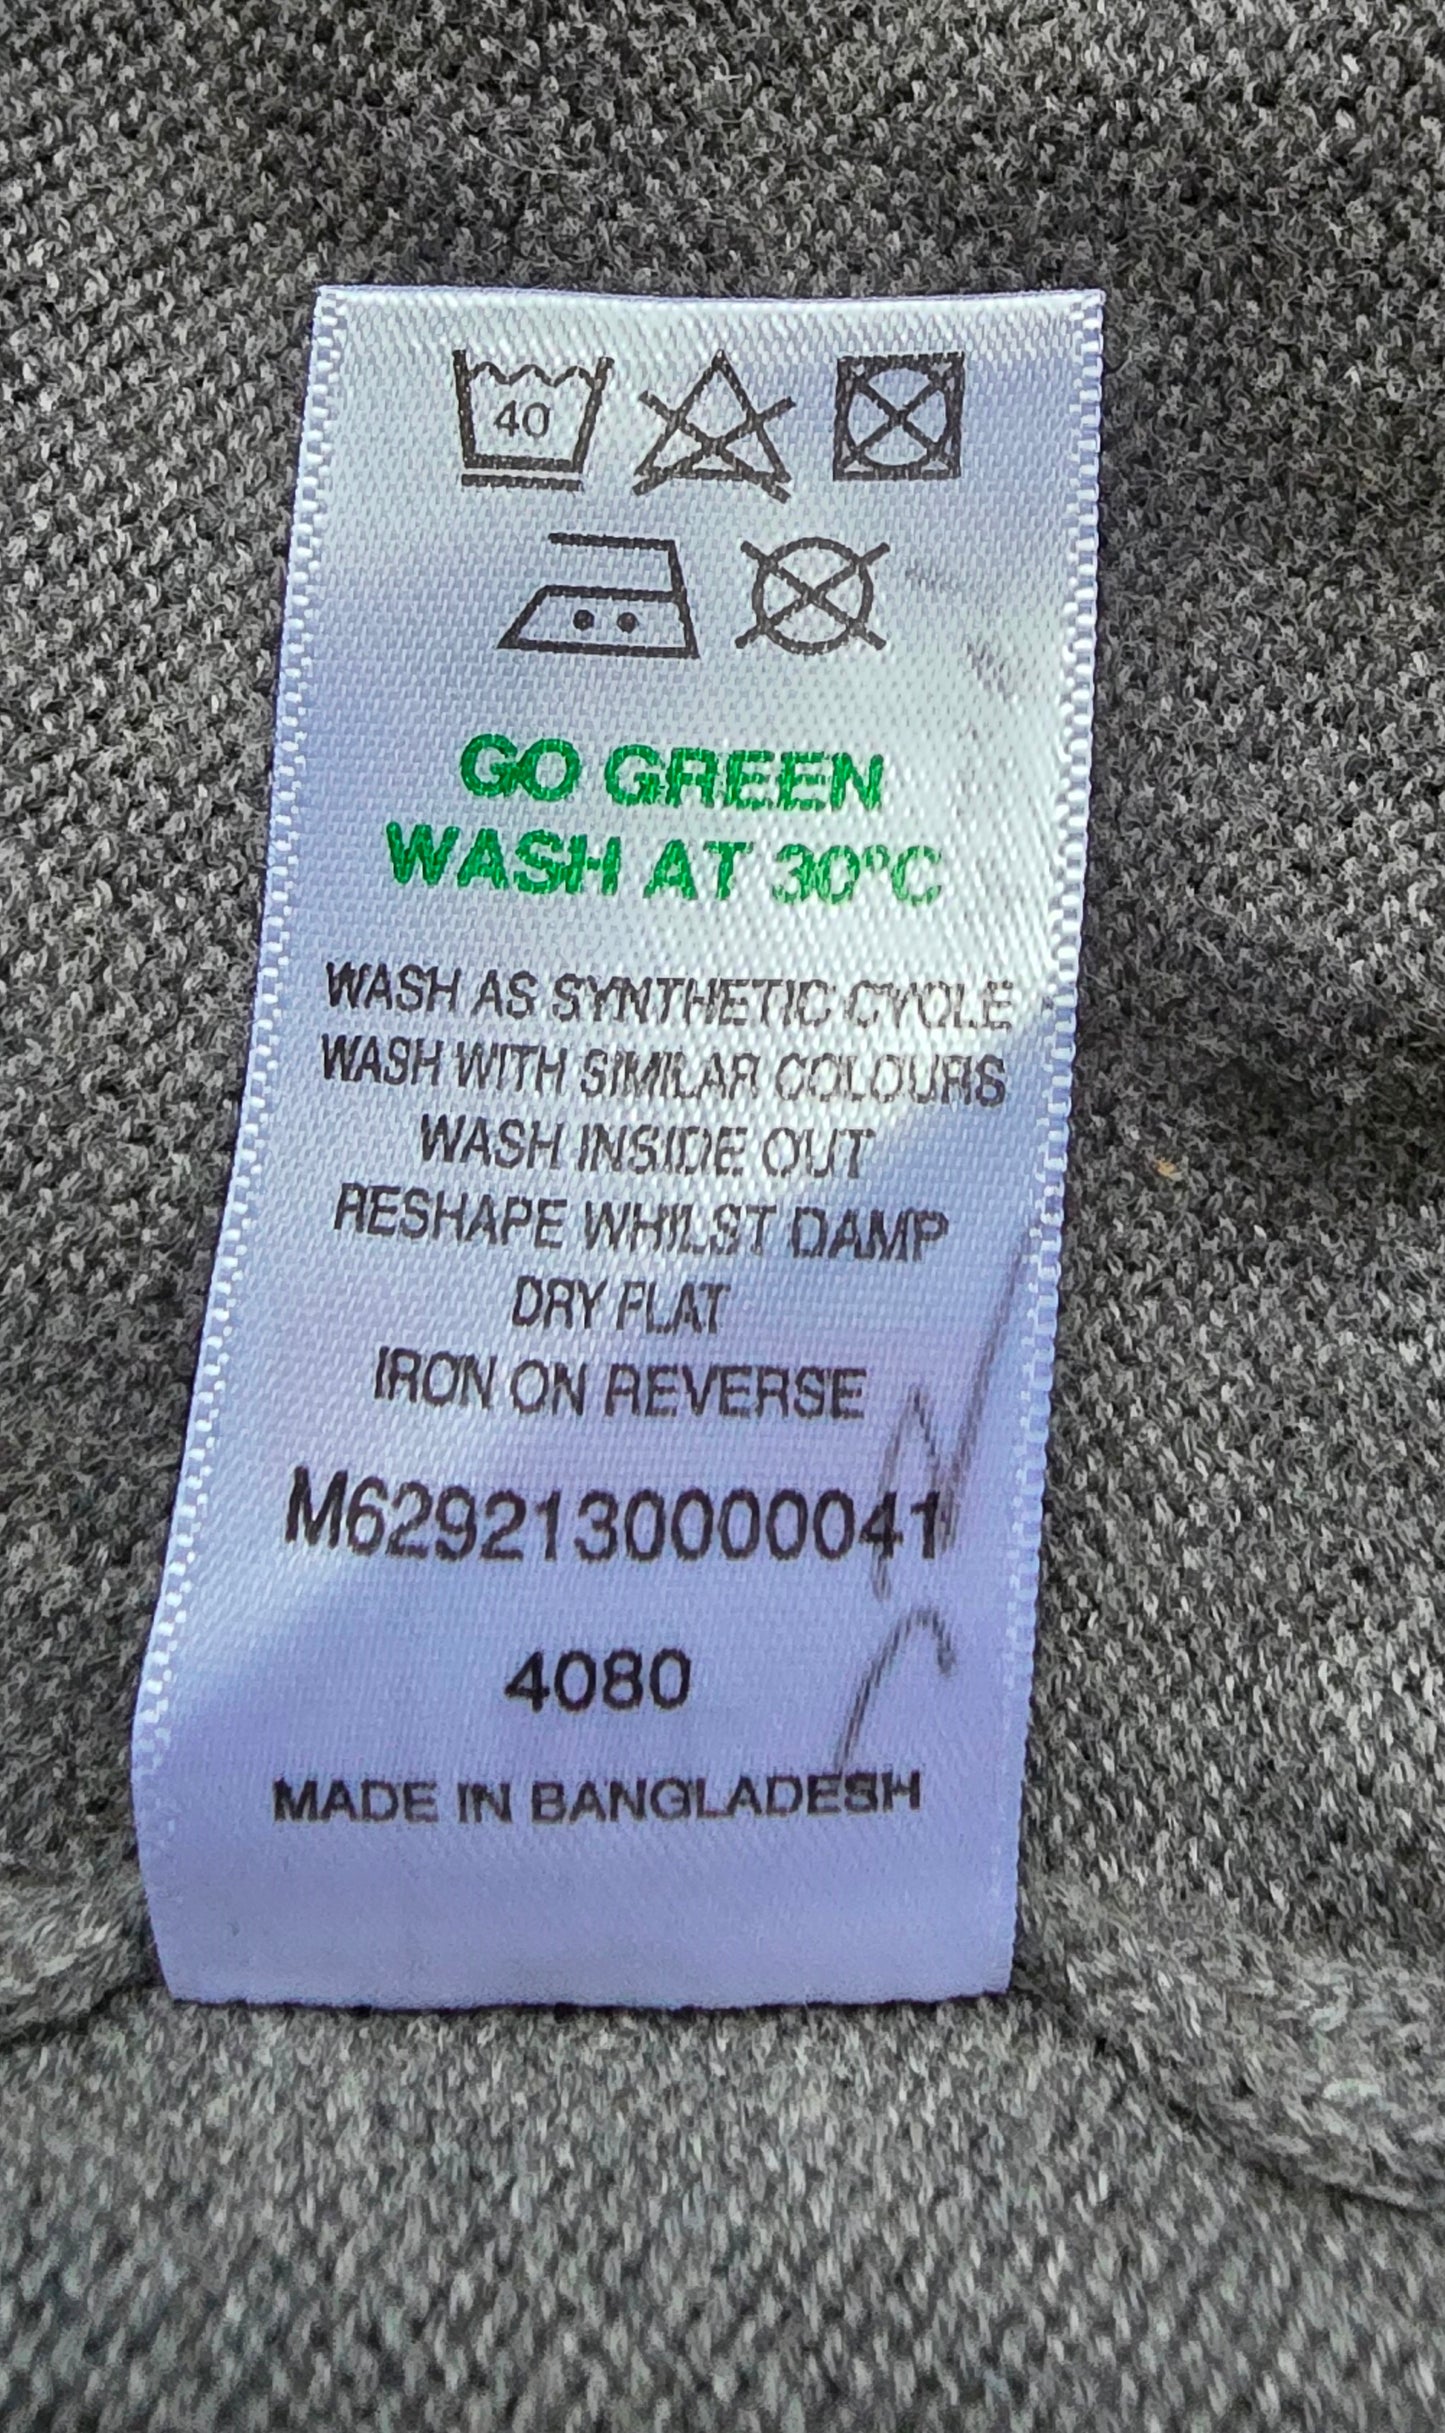 40
GO GREEN
WASH AT 30°C
WASH AS SYNTHETIC CYCLE
WASH WITH SIMILAR COLOURS
WASH INSIDE OUT
RESHAPE WHILST DAMP
DRY FLAT
IRON ON REVERSE
M6292130000041
4080
MADE IN BANGLADESH